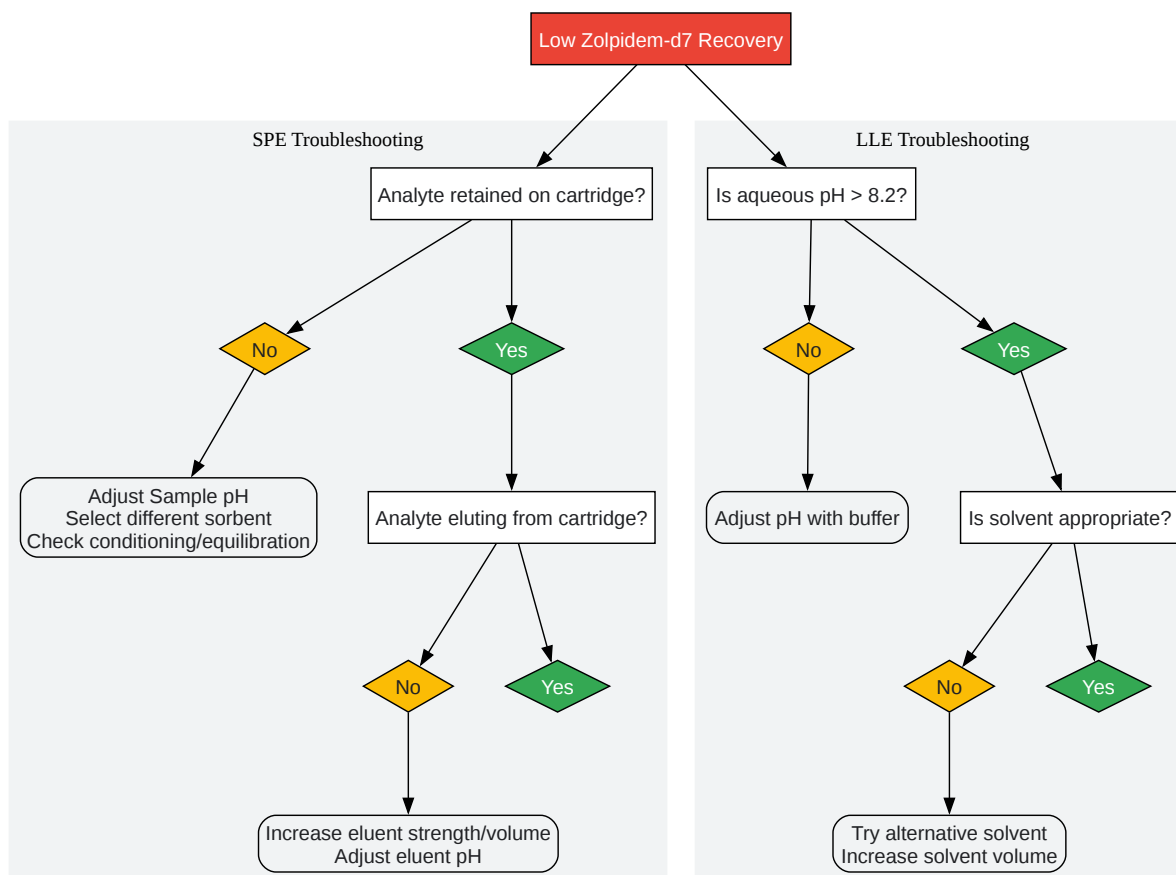 Low Zolpidem-d7 Recovery
SPE Troubleshooting
Analyte retained on cartridge?
No
Yes
Adjust Sample pH
Select different sorbent
Check conditioning/equilibration
Analyte eluting from cartridge?
No
Yes
Increase eluent strength/volume
Adjust eluent pH
LLE Troubleshooting
Is aqueous pH > 8.2?
No
Yes
Adjust pH with buffer
Is solvent appropriate?
No
Yes
Try alternative solvent
Increase solvent volume